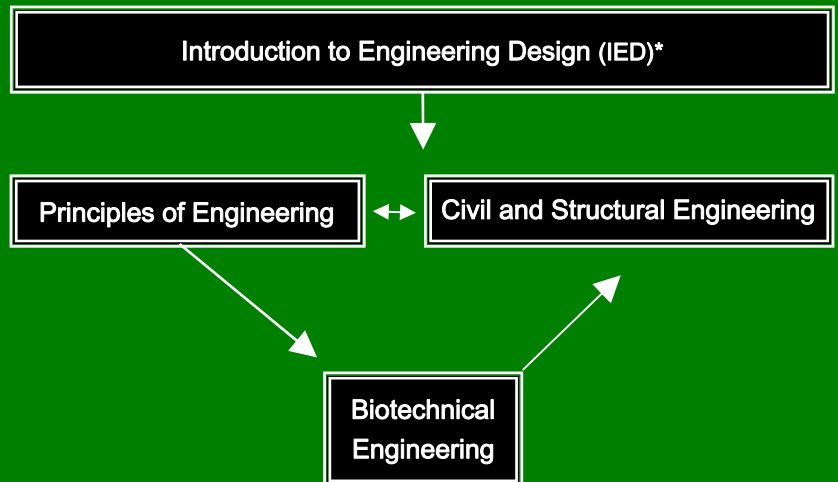 Introduction to Engineering Design (IED)*
Principles of Engineering
Civil and Structural Engineering
Biotechnical
Engineering